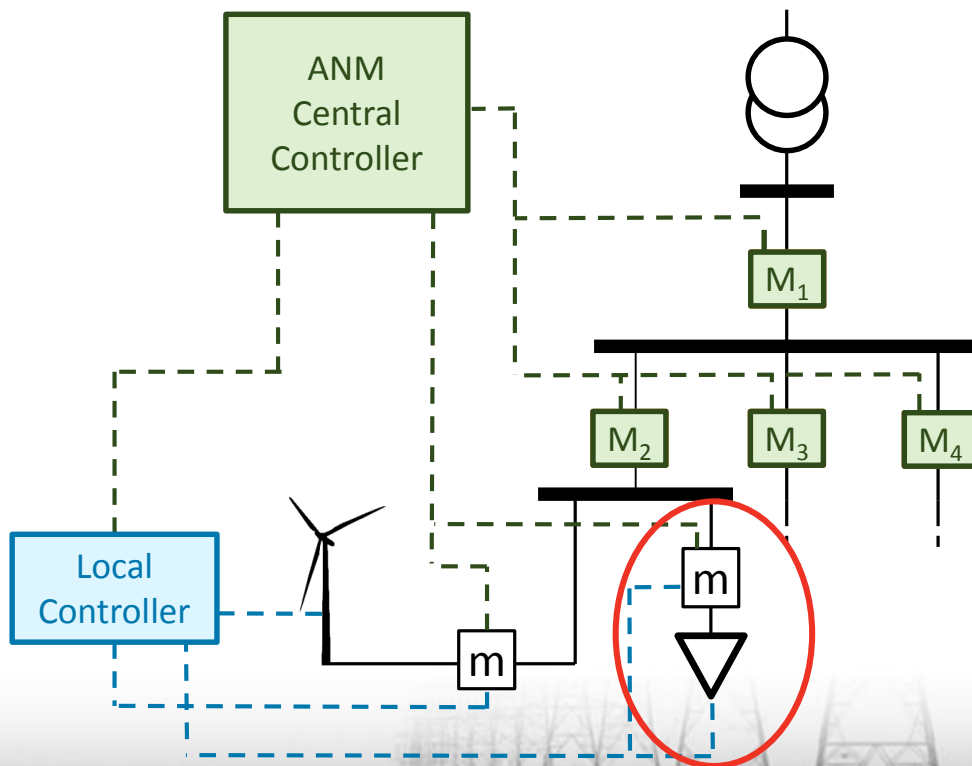 ANM
Central
Controller
M₁
M₂
M₃
M₄
Local
Controller
m
m